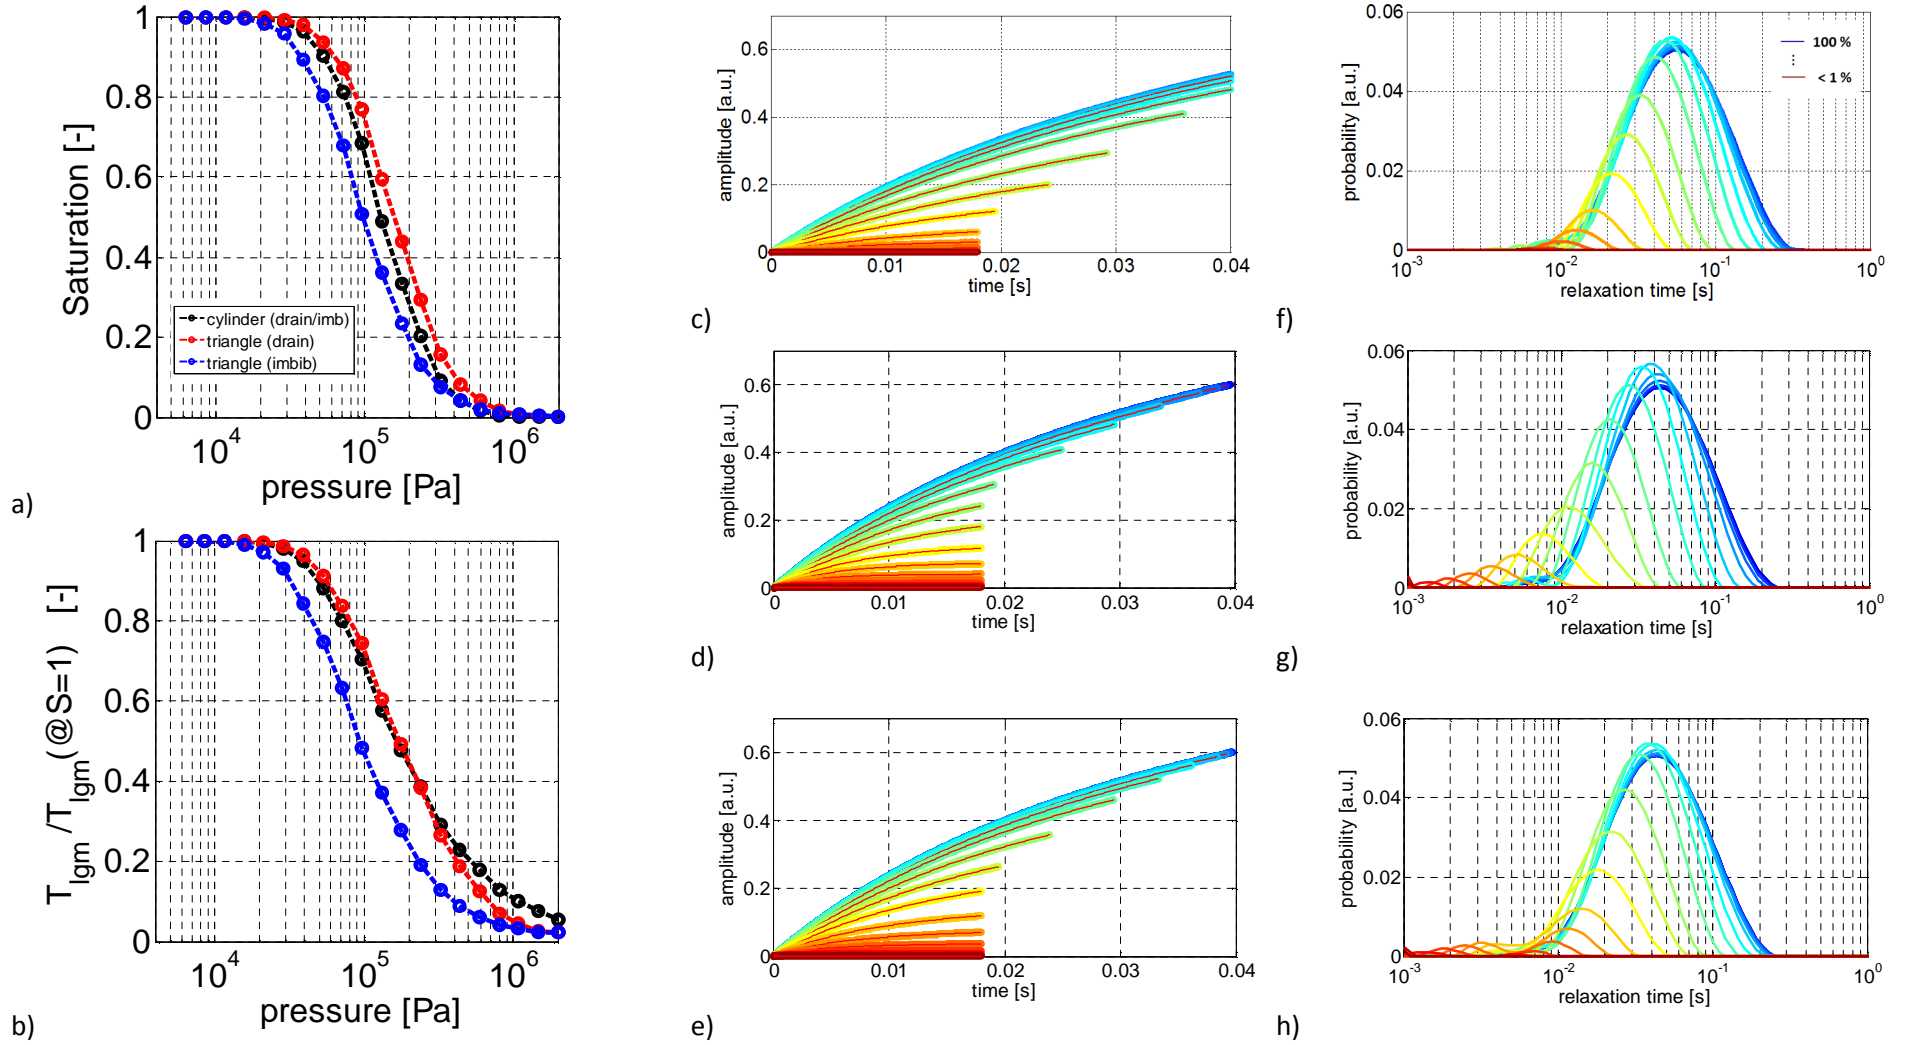 1
0.8
0.6
0.4
0.2
0
Saturation [-]
cylinder (drain/imb)
triangle (drain)
triangle (imbib)
10^4 10^5 10^6
pressure [Pa]
a)
1
0.8
0.6
0.4
0.2
0
T_lgm /T_lgm(@S=1) [-]
10^4 10^5 10^6
pressure [Pa]
b)
0.6
0.4
0.2
0
amplitude [a.u.]
0 0.01 0.02 0.03 0.04
time [s]
c)
0.6
0.4
0.2
0
amplitude [a.u.]
0 0.01 0.02 0.03 0.04
time [s]
d)
0.6
0.4
0.2
0
amplitude [a.u.]
0 0.01 0.02 0.03 0.04
time [s]
e)
0.06
0.04
0.02
0
probability [a.u.]
100 %
⋮
< 1 %
10^-3 10^-2 10^-1 10^0
relaxation time [s]
f)
0.06
0.04
0.02
0
probability [a.u.]
10^-3 10^-2 10^-1 10^0
relaxation time [s]
g)
0.06
0.04
0.02
0
probability [a.u.]
10^-3 10^-2 10^-1 10^0
relaxation time [s]
h)